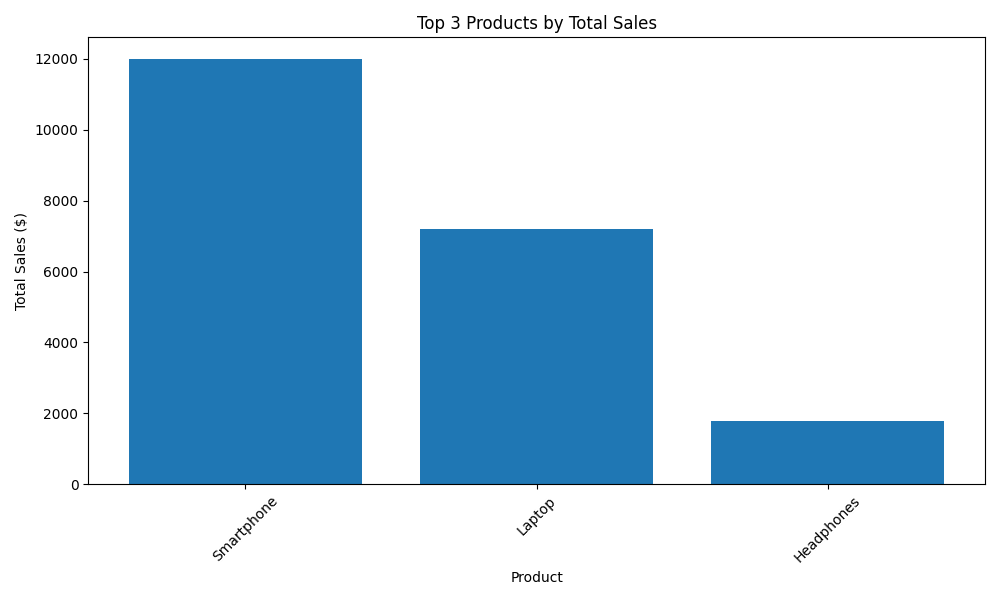 Top 3 Products by Total Sales
Total Sales ($)
12000
10000
8000
6000
4000
2000
0
Smartphone
Laptop
Headphones
Product